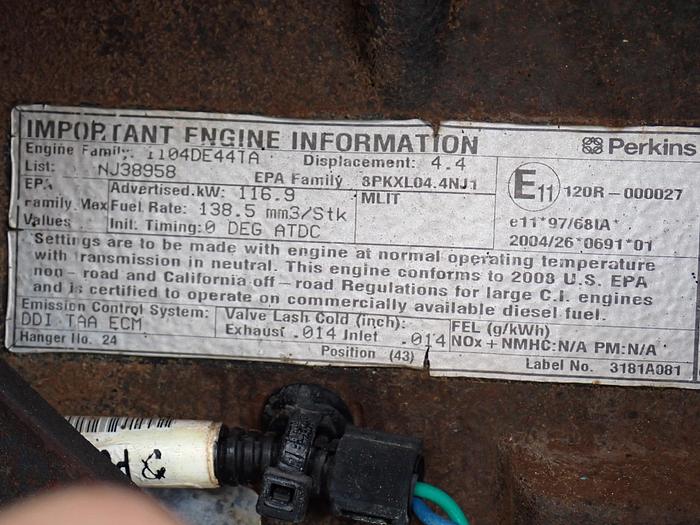 IMPORTANT ENGINE INFORMATION
Perkins
Engine Family: 1104DE44TA Displacement: 4.4
List: NJ38958 EPA Family 8PKXL04.4NJ1
EPA Family Max Values
Advertised.kW: 116.9
Fuel Rate: 138.5 mm3/Stk
Init. Timing:0 DEG ATDC
MLIT
E11 120R-000027
e11*97/68IA*
2004/26*0691*01
Settings are to be made with engine at normal operating temperature
with transmission in neutral. This engine conforms to 2008 U.S. EPA
non-road and California off-road Regulations for large C.I. engines
and is certified to operate on commercially available diesel fuel.
Emission Control System:
DDI TAA ECM
Valve Lash Cold (inch):
Exhaust .014 Inlet .014
FEL (g/kWh)
NOx + NMHC:N/A PM:N/A
Hanger No. 24 Position (43) Label No. 3181A081